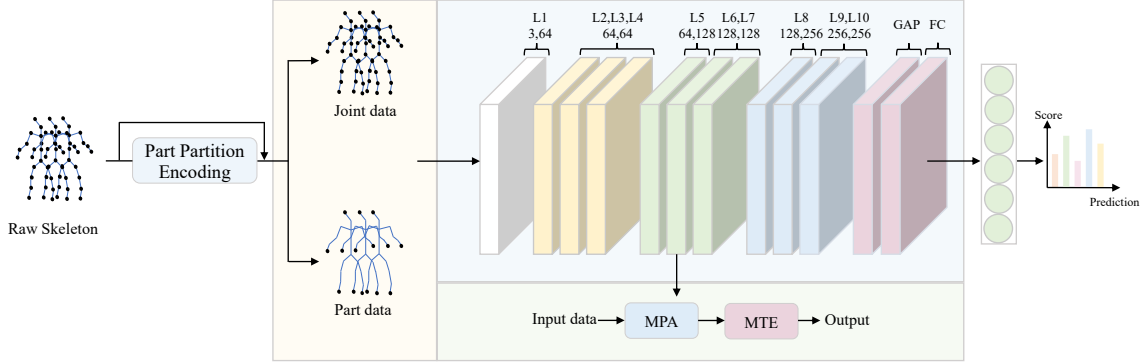 L1
3,64
L2,L3,L4
64,64
L5
64,128
L6,L7
128,128
L8
128,256
L9,L10
256,256
GAP
FC
Joint data
Part Partition
Encoding
Raw Skeleton
Part data
Score
Prediction
Input data
MPA
MTE
Output